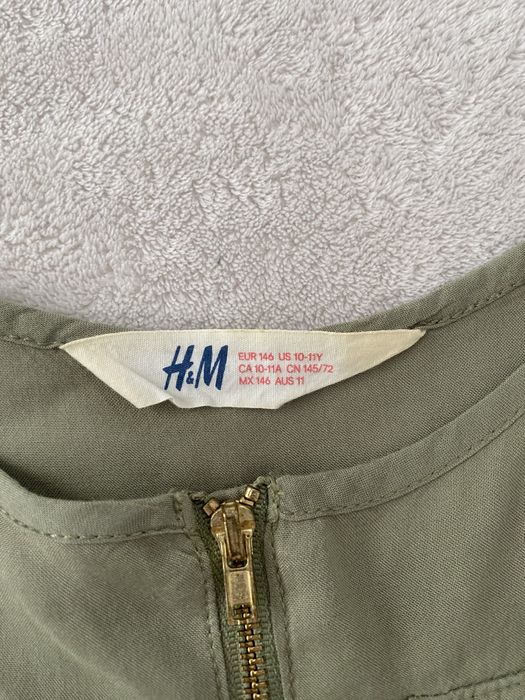 H&M
EUR 146 US 10-11Y
CA 10-11A CN 145/72
MX 146 AUS 11